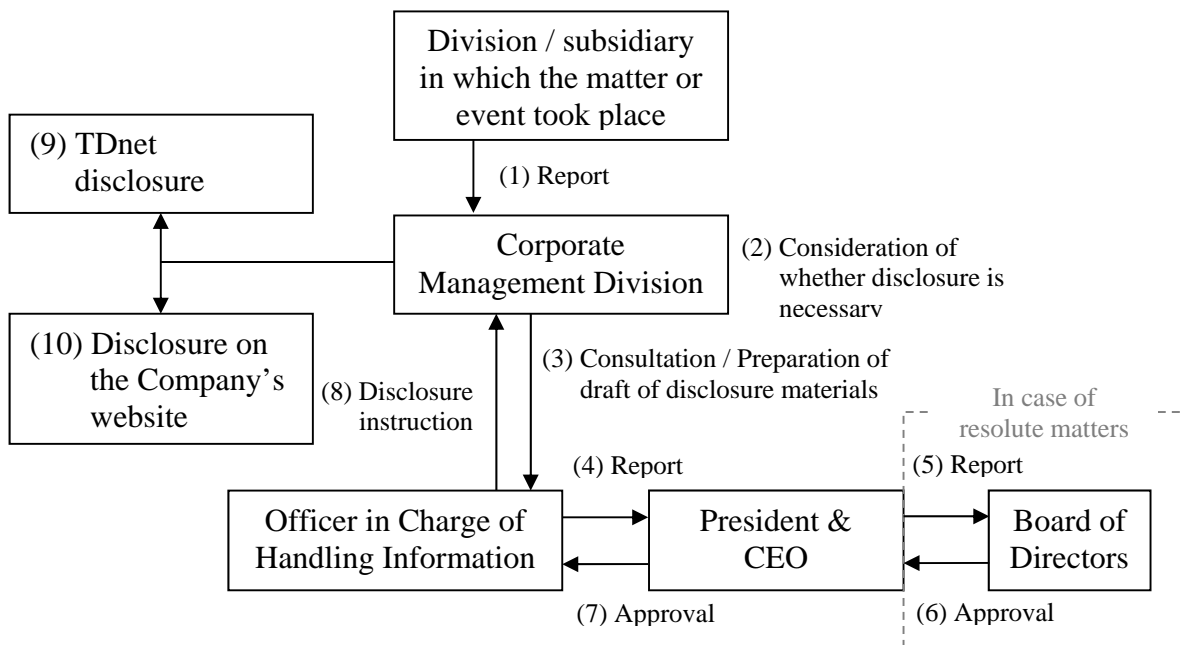 Division / subsidiary
in which the matter or
event took place
(9) TDnet
disclosure
(1) Report
Corporate
Management Division
(2) Consideration of
whether disclosure is
necessary
(10) Disclosure on
the Company's
website
(3) Consultation / Preparation of
draft of disclosure materials
(8) Disclosure
instruction
In case of
resolute matters
(4) Report
(5) Report
Officer in Charge of
Handling Information
President &
CEO
Board of
Directors
(7) Approval
(6) Approval